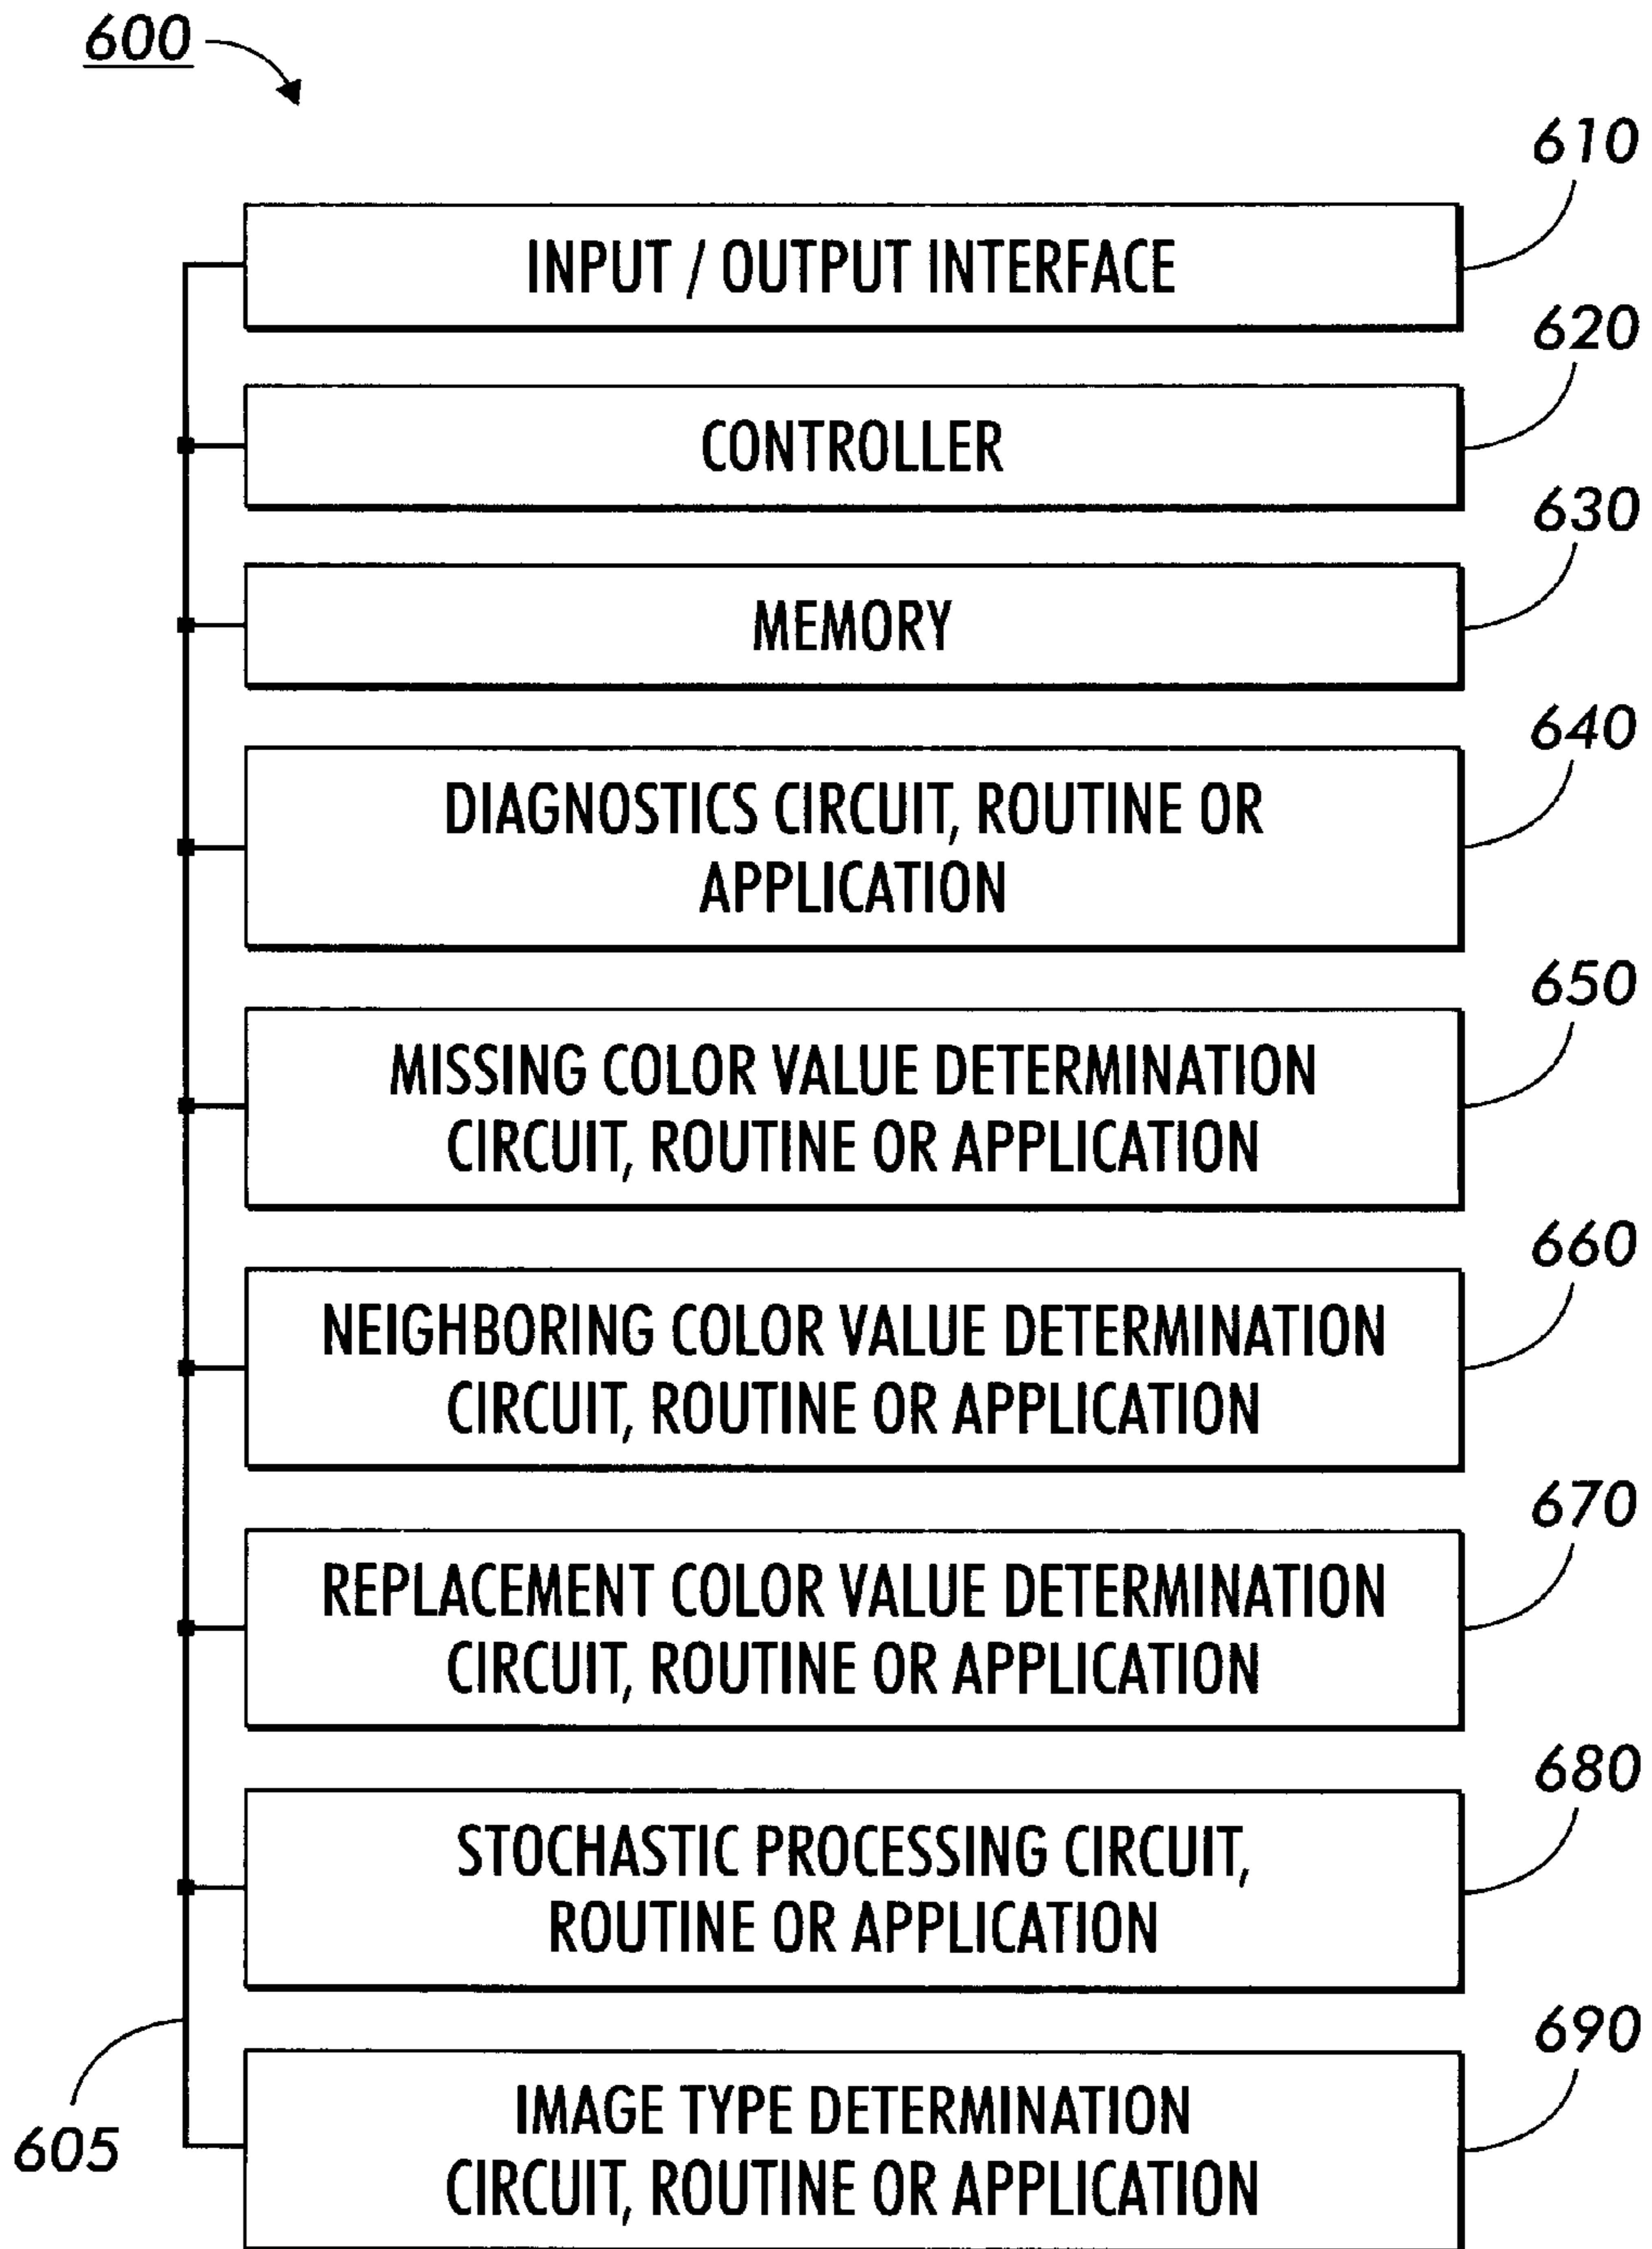 600
610
INPUT / OUTPUT INTERFACE
620
CONTROLLER
630
MEMORY
640
DIAGNOSTICS CIRCUIT, ROUTINE OR
APPLICATION
650
MISSING COLOR VALUE DETERMINATION
CIRCUIT, ROUTINE OR APPLICATION
660
NEIGHBORING COLOR VALUE DETERMINATION
CIRCUIT, ROUTINE OR APPLICATION
670
REPLACEMENT COLOR VALUE DETERMINATION
CIRCUIT, ROUTINE OR APPLICATION
680
STOCHASTIC PROCESSING CIRCUIT,
ROUTINE OR APPLICATION
690
IMAGE TYPE DETERMINATION
CIRCUIT, ROUTINE OR APPLICATION
605